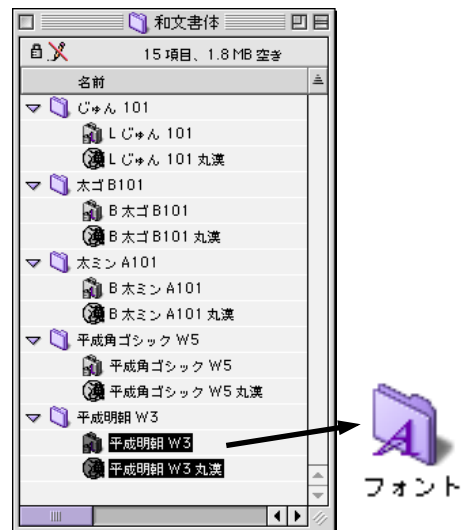 和文書体
15 項目、1.8 MB 空き
名前
じゅん 101
L じゅん 101
L じゅん 101 丸漢
太ゴ B101
B 太ゴ B101
B 太ゴ B101 丸漢
太ミン A101
B 太ミン A101
B 太ミン A101 丸漢
平成角ゴシック W5
平成角ゴシック W5
平成角ゴシック W5 丸漢
平成明朝 W3
平成明朝 W3
平成明朝 W3 丸漢
フォント